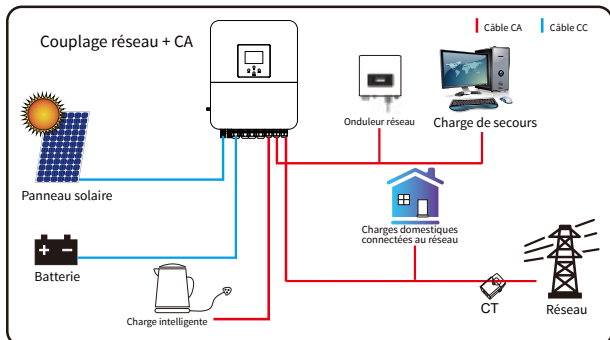 Couplage réseau + CA
Câble CA
Câble CC
Onduleur réseau
Charge de secours
Panneau solaire
Charges domestiques
connectées au réseau
Batterie
Charge intelligente
CT
Réseau